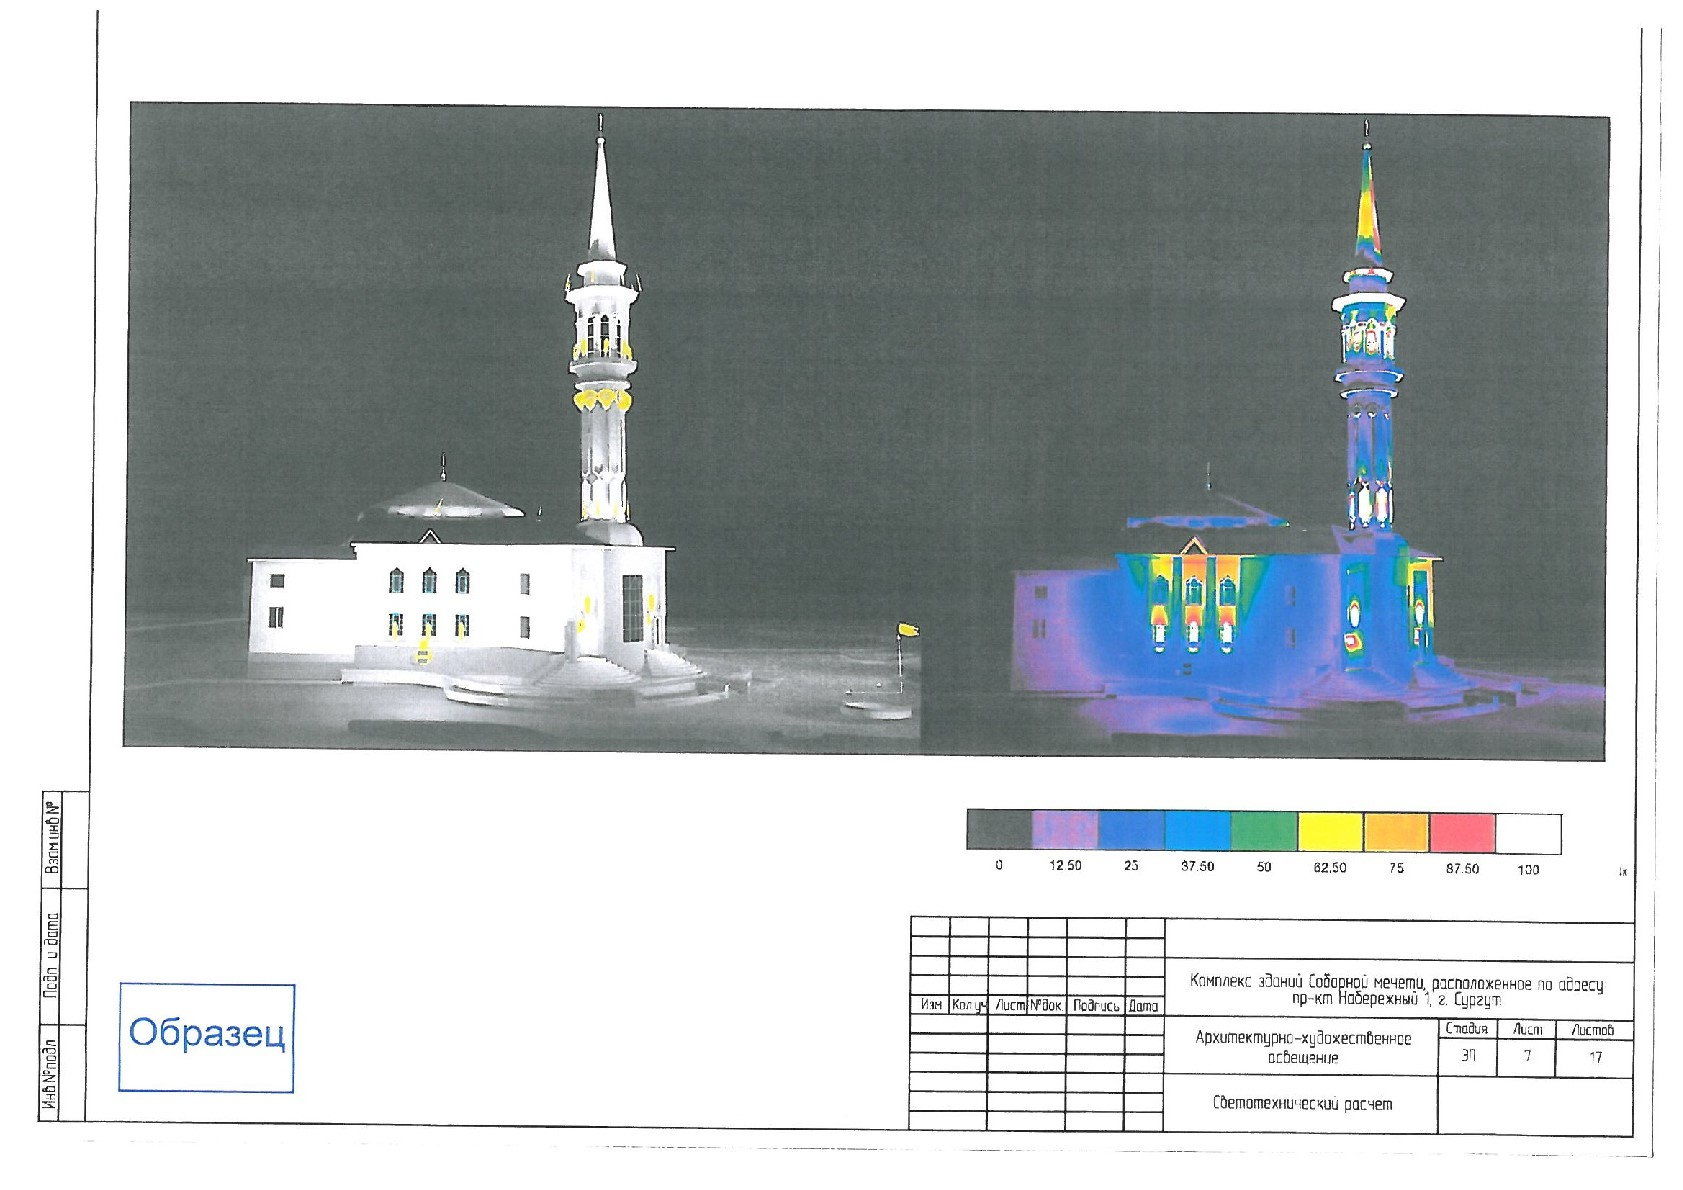 0 12.50 25 37.50 50 62.50 75 87.50 100 lx
Взам инв №
Подп и дата
Инв № подл
Образец
Изм Кол.уч Лист №док. Подпись Дата
Комплекс зданий Соборной мечети, расположенное по адресу
пр-кт Набережный 1, г. Сургут
Архитектурно-художественное
освещение
Стадия Лист Листов
ЭП 7 17
Светотехнический расчет